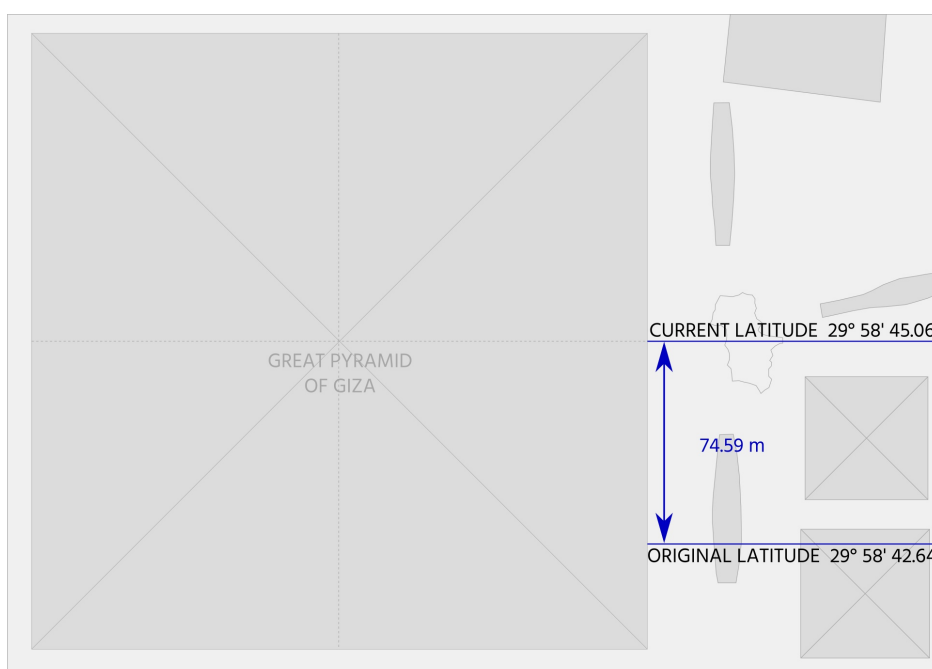 CURRENT LATITUDE 29° 58' 45.06
GREAT PYRAMID
OF GIZA
74.59 m
ORIGINAL LATITUDE 29° 58' 42.64